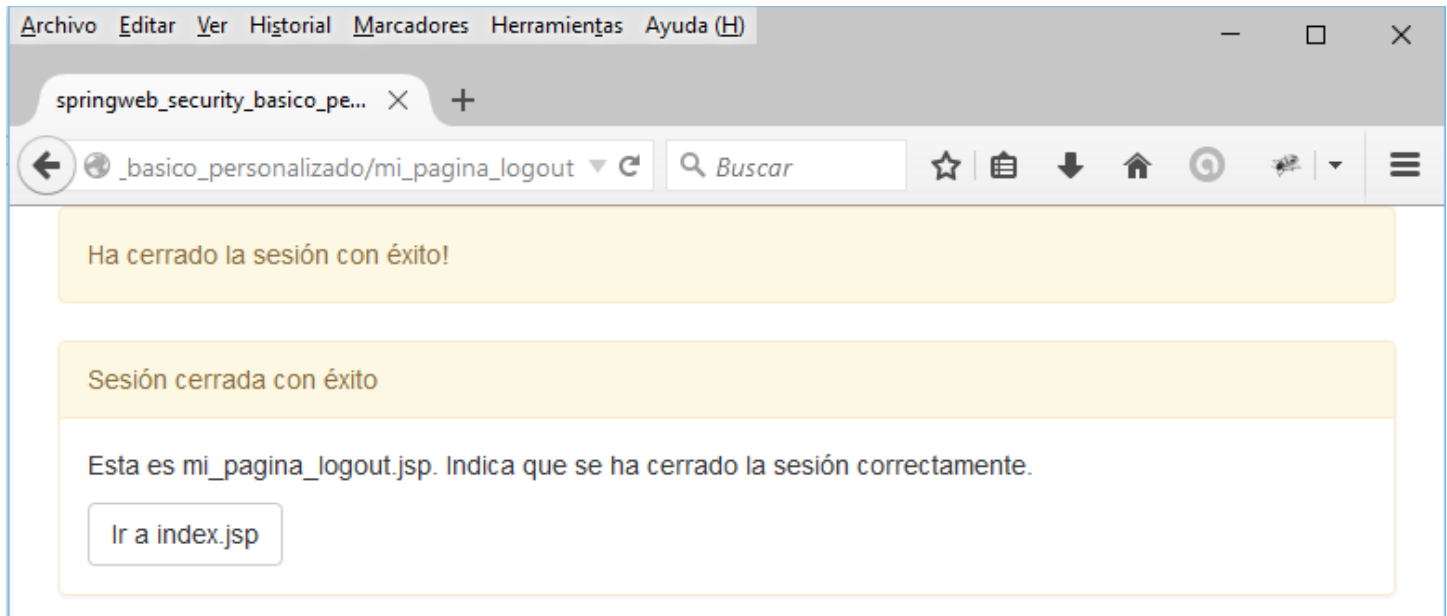 Archivo Editar Ver Historial Marcadores Herramientas Ayuda (H)
springweb_security_basico_pe...
_basico_personalizado/mi_pagina_logout Buscar
Ha cerrado la sesión con éxito!
Sesión cerrada con éxito
Esta es mi_pagina_logout.jsp. Indica que se ha cerrado la sesión correctamente.
Ir a index.jsp